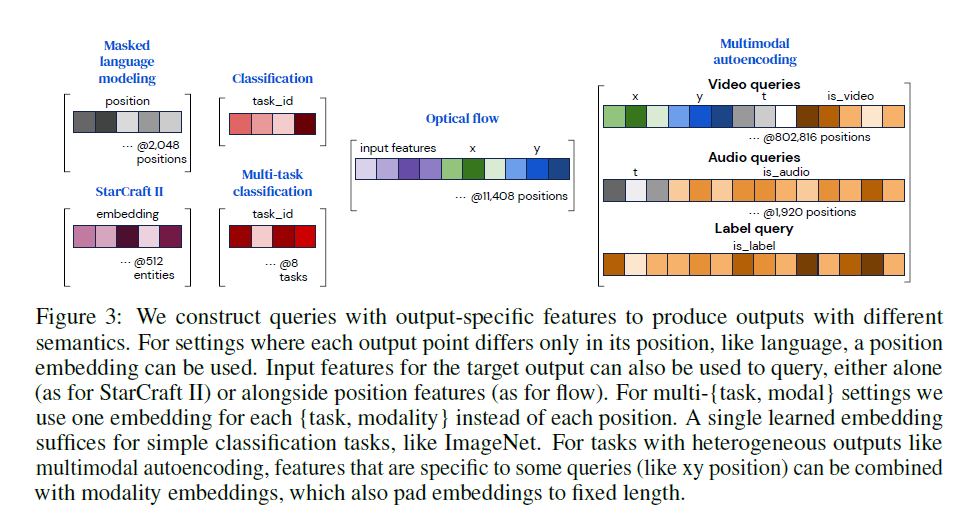 Masked
language
modeling
position
··· @2,048
positions
Classification
task_id
StarCraft II
embedding
··· @512
entities
Multi-task
classification
task_id
··· @8
tasks
Optical flow
input features x y
··· @11,408 positions
Multimodal
autoencoding
Video queries
x y t is_video
··· @802,816 positions
Audio queries
t is_audio
··· @1,920 positions
Label query
is_label
Figure 3: We construct queries with output-specific features to produce outputs with different
semantics. For settings where each output point differs only in its position, like language, a position
embedding can be used. Input features for the target output can also be used to query, either alone
(as for StarCraft II) or alongside position features (as for flow). For multi-{task, modal} settings we
use one embedding for each {task, modality} instead of each position. A single learned embedding
suffices for simple classification tasks, like ImageNet. For tasks with heterogeneous outputs like
multimodal autoencoding, features that are specific to some queries (like xy position) can be combined
with modality embeddings, which also pad embeddings to fixed length.